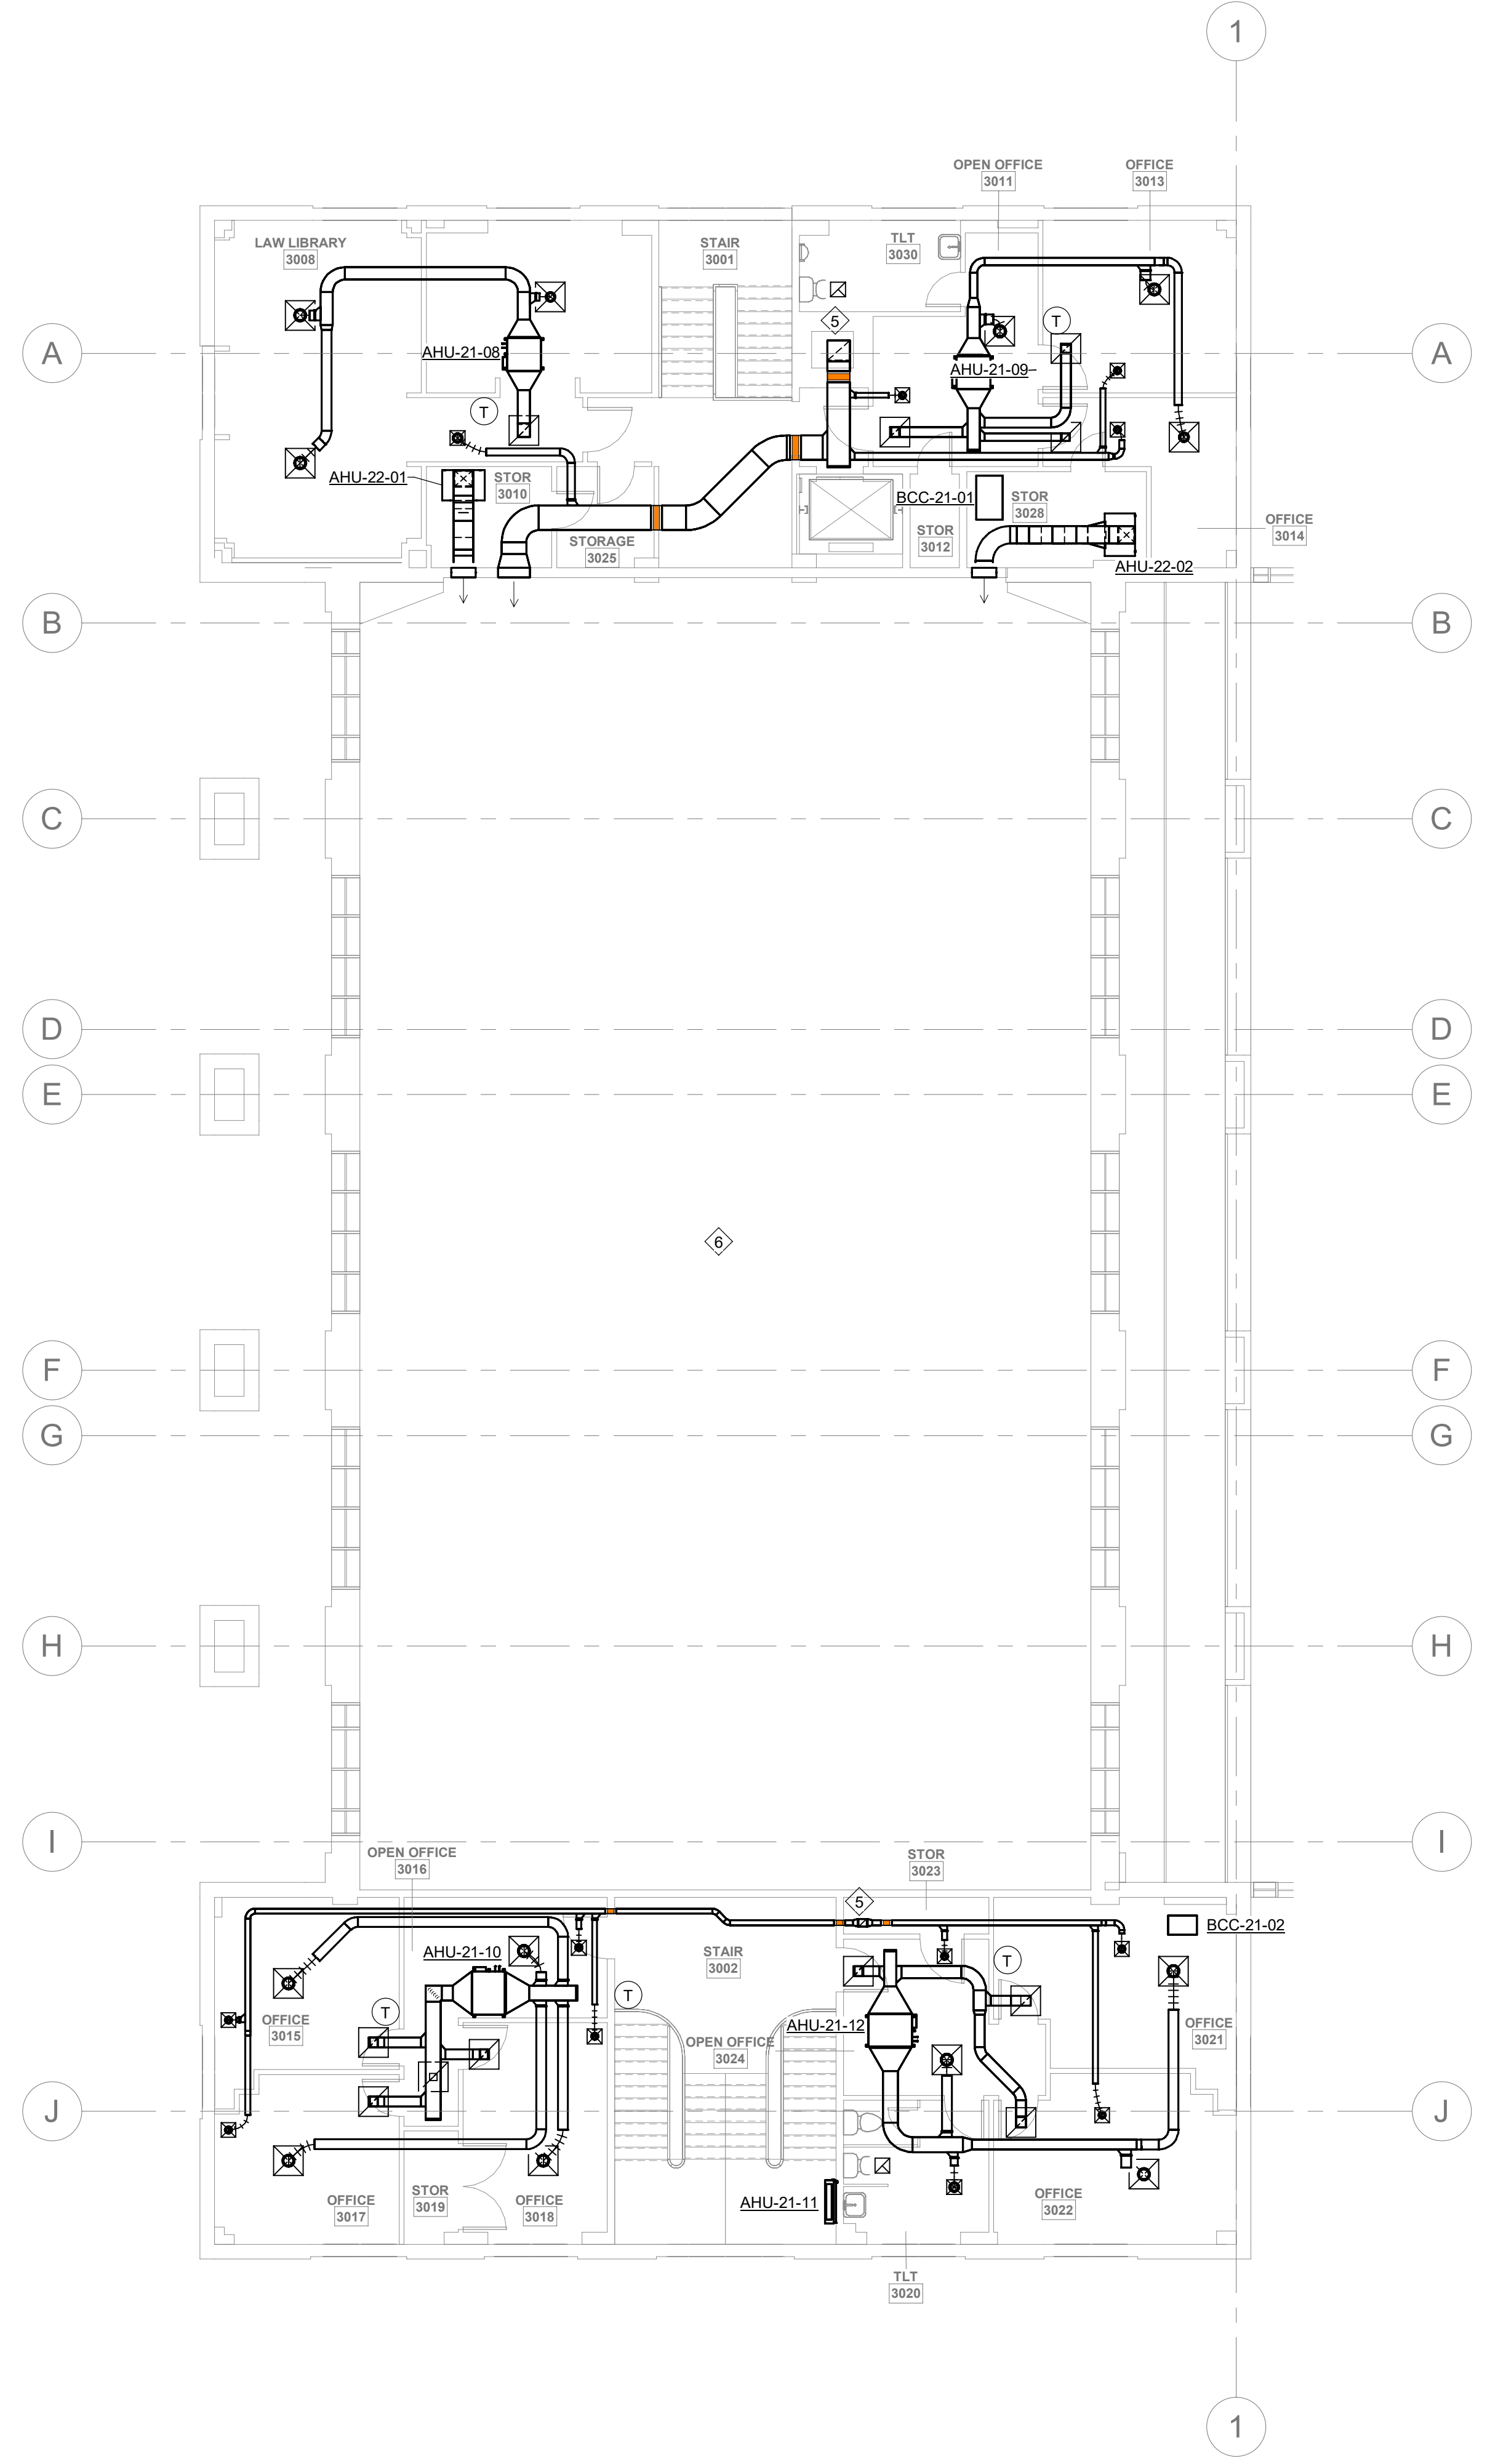 1
OPEN OFFICE
3011
OFFICE
3013
LAW LIBRARY
3008
STAIR
3001
TLT
3030
5
T
A
A
AHU-21-08
AHU-21-09
T
AHU-22-01
STOR
3010
BCC-21-01
STOR
3028
STORAGE
3025
STOR
3012
OFFICE
3014
AHU-22-02
B
B
C
C
D
D
E
E
6
F
F
G
G
H
H
I
I
OPEN OFFICE
3016
STOR
3023
5
BCC-21-02
AHU-21-10
STAIR
3002
T
T
T
OFFICE
3015
AHU-21-12
OPEN OFFICE
3024
OFFICE
3021
J
J
OFFICE
3017
STOR
3019
OFFICE
3018
AHU-21-11
OFFICE
3022
TLT
3020
1